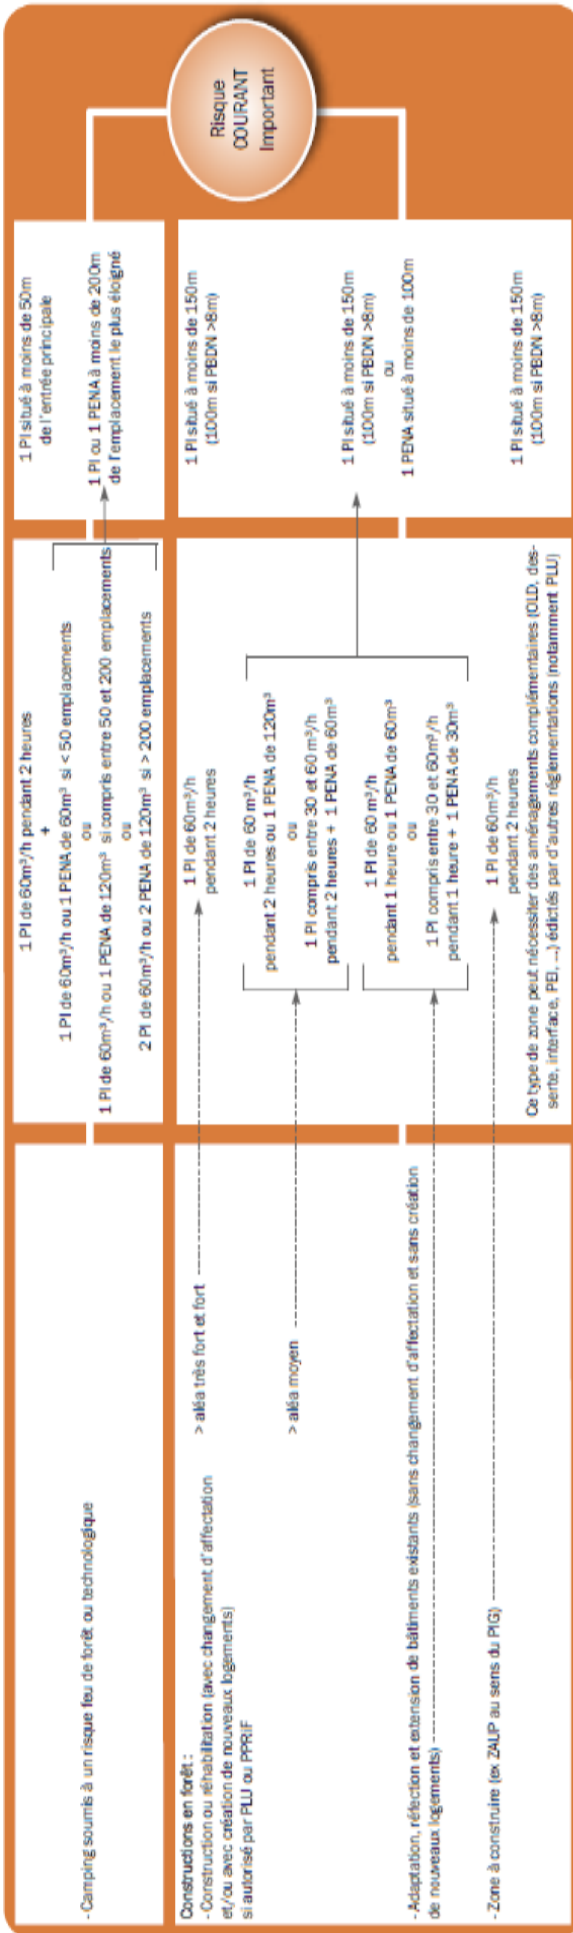 - Camping soumis à un risque feu de forêt ou technologique
1 PI de 60m³/h pendant 2 heures
+
1 PI de 60m³/h ou 1 PENA de 60m³ si < 50 emplacements
ou
1 PI de 60m³/h ou 1 PENA de 120m³ si compris entre 50 et 200 emplacements
ou
2 PI de 60m³/h ou 2 PENA de 120m³ si > 200 emplacements
1 PI situé à moins de 50m
de l'entrée principale
1 PI ou 1 PENA à moins de 200m
de l'emplacement le plus éloigné
Risque
COURANT
Important
Constructions en forêt :
- Construction ou réhabilitation (avec changement d'affectation
et/ou avec création de nouveaux logements)
si autorisé par PLU ou PPRIF
> aléa très fort et fort
1 PI de 60m³/h
pendant 2 heures
1 PI situé à moins de 150m
(100m si PBDN >8m)
> aléa moyen
1 PI de 60 m³/h
pendant 2 heures ou 1 PENA de 120m³
ou
1 PI compris entre 30 et 60 m³/h
pendant 2 heures + 1 PENA de 60m³
1 PI situé à moins de 150m
(100m si PBDN >8m)
ou
1 PENA situé à moins de 100m
- Adaptation, réfection et extension de bâtiments existants (sans changement d'affectation et sans création
de nouveaux logements)
1 PI de 60 m³/h
pendant 1 heure ou 1 PENA de 60m³
ou
1 PI compris entre 30 et 60m³/h
pendant 1 heure + 1 PENA de 30m³
- Zone à construire (ex ZAUP au sens du PIG)
1 PI de 60m³/h
pendant 2 heures
1 PI situé à moins de 150m
(100m si PBDN >8m)
Ce type de zone peut nécessiter des aménagements complémentaires (OLD, des-
serte, interface, PEI, ...) édictés par d'autres réglementations (notamment PLU)